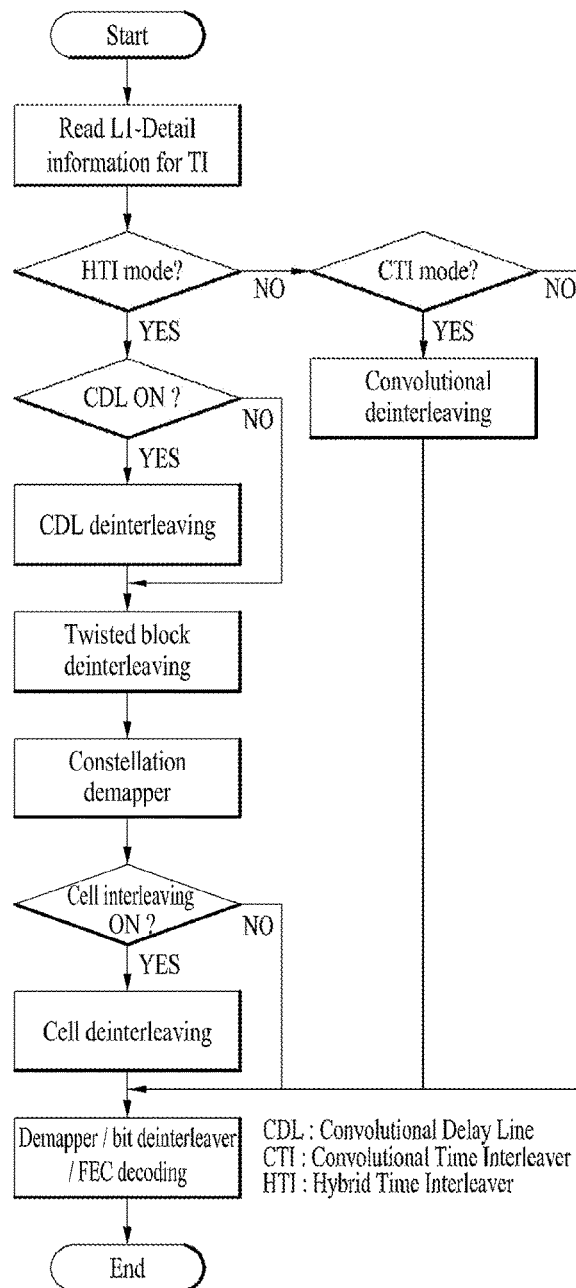 Start
Read L1-Detail
information for TI
HTI mode?
NO
CTI mode?
NO
YES
YES
CDL ON ?
NO
Convolutional
deinterleaving
YES
CDL deinterleaving
Twisted block
deinterleaving
Constellation
demapper
Cell interleaving
ON ?
NO
YES
Cell deinterleaving
Demapper / bit deinterleaver
/ FEC decoding
CDL : Convolutional Delay Line
CTI : Convolutional Time Interleaver
HTI : Hybrid Time Interleaver
End